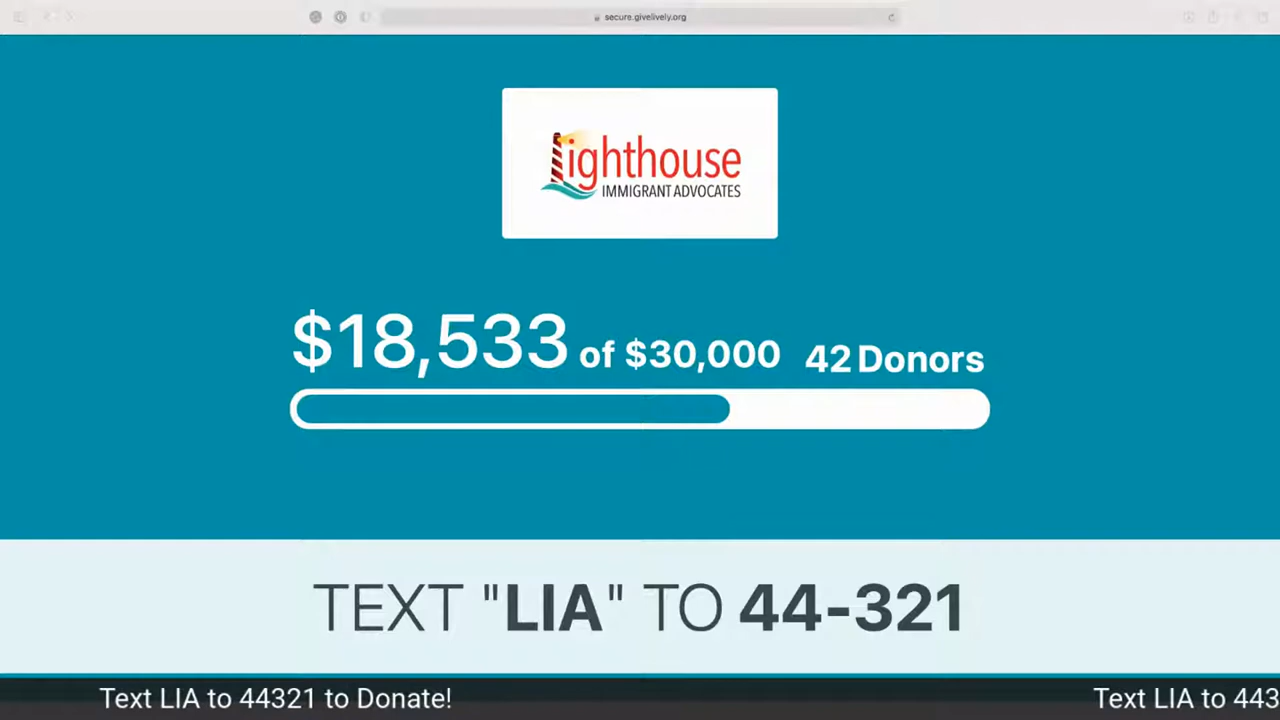 secure.givelively.org
Lighthouse
IMMIGRANT ADVOCATES
$18,533 of $30,000 42 Donors
TEXT "LIA" TO 44-321
Text LIA to 44321 to Donate!
Text LIA to 443